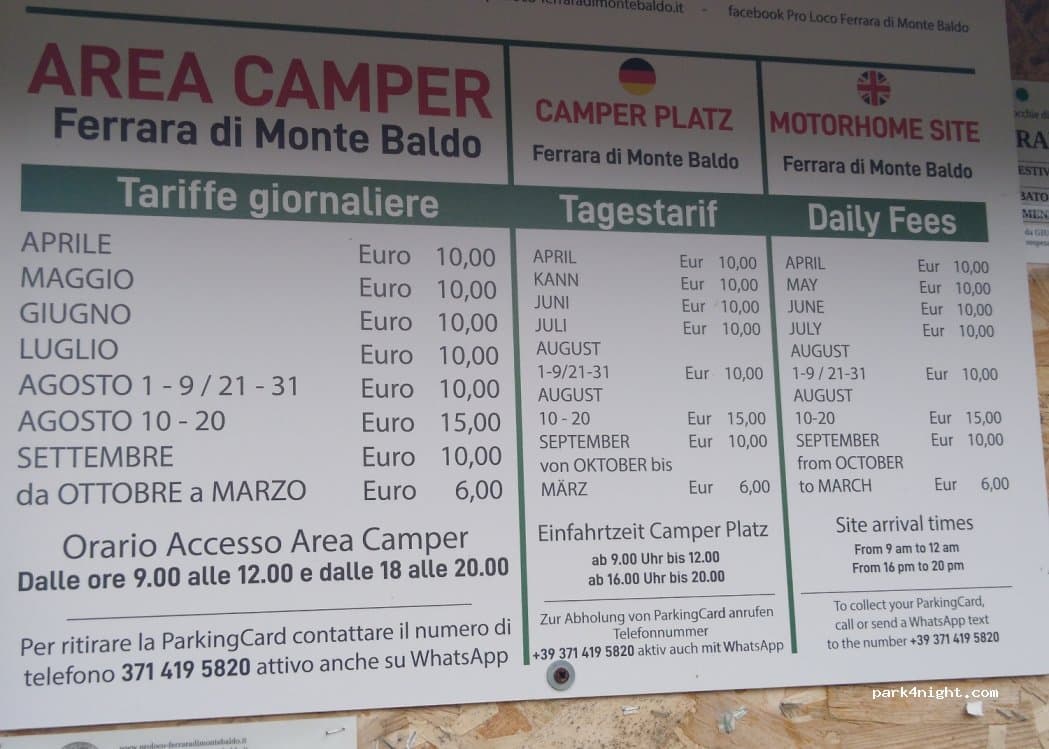 ferraradimontebaldo.it - facebook Pro Loco Ferrara di Monte Baldo
AREA CAMPER
Ferrara di Monte Baldo
Tariffe giornaliere
APRILE Euro 10,00
MAGGIO Euro 10,00
GIUGNO Euro 10,00
LUGLIO Euro 10,00
AGOSTO 1 - 9 / 21 - 31 Euro 10,00
AGOSTO 10 - 20 Euro 15,00
SETTEMBRE Euro 10,00
da OTTOBRE a MARZO Euro 6,00
Orario Accesso Area Camper
Dalle ore 9.00 alle 12.00 e dalle 18 alle 20.00
Per ritirare la ParkingCard contattare il numero di
telefono 371 419 5820 attivo anche su WhatsApp
CAMPER PLATZ
Ferrara di Monte Baldo
Tagestarif
APRIL Eur 10,00
KANN Eur 10,00
JUNI Eur 10,00
JULI Eur 10,00
AUGUST
1-9/21-31 Eur 10,00
AUGUST
10 - 20 Eur 15,00
SEPTEMBER Eur 10,00
von OKTOBER bis
MÄRZ Eur 6,00
Einfahrtzeit Camper Platz
ab 9.00 Uhr bis 12.00
ab 16.00 Uhr bis 20.00
Zur Abholung von ParkingCard anrufen
Telefonnummer
+39 371 419 5820 aktiv auch mit WhatsApp
MOTORHOME SITE
Ferrara di Monte Baldo
Daily Fees
APRIL Eur 10,00
MAY Eur 10,00
JUNE Eur 10,00
JULY Eur 10,00
AUGUST
1-9 / 21-31 Eur 10,00
AUGUST
10-20 Eur 15,00
SEPTEMBER Eur 10,00
from OCTOBER
to MARCH Eur 6,00
Site arrival times
From 9 am to 12 am
From 16 pm to 20 pm
To collect your ParkingCard,
call or send a WhatsApp text
to the number +39 371 419 5820
park4night.com
www.proloco-ferraradimontebaldo.it